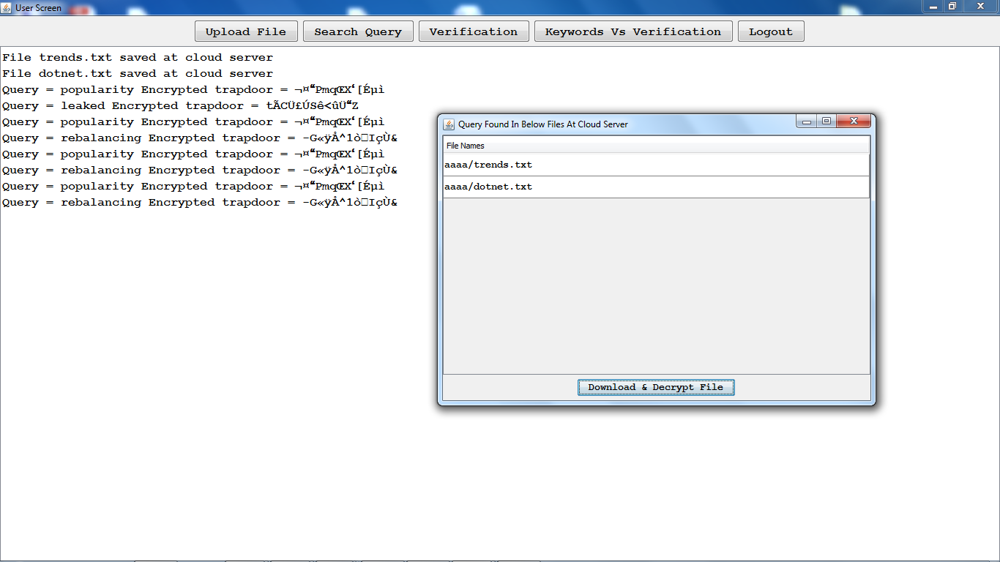 User Screen
Upload File Search Query Verification Keywords Vs Verification Logout
File trends.txt saved at cloud server
File dotnet.txt saved at cloud server
Query = popularity Encrypted trapdoor = ¬¤“PmqŒX‘[Éµì
Query = leaked Encrypted trapdoor = tÃCÜŁÚSê<ûÜ“Z
Query = popularity Encrypted trapdoor = ¬¤“PmqŒX‘[Éµì
Query = rebalancing Encrypted trapdoor = -G«ÿÅ^1ò□IçÙ&
Query = popularity Encrypted trapdoor = ¬¤“PmqŒX‘[Éµì
Query = rebalancing Encrypted trapdoor = -G«ÿÅ^1ò□IçÙ&
Query = popularity Encrypted trapdoor = ¬¤“PmqŒX‘[Éµì
Query = rebalancing Encrypted trapdoor = -G«ÿÅ^1ò□IçÙ&
Query Found In Below Files At Cloud Server
File Names
aaaa/trends.txt
aaaa/dotnet.txt
Download & Decrypt File